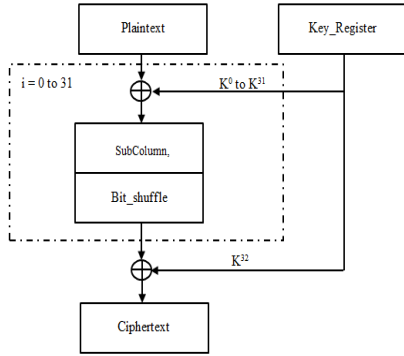 Plaintext
Key_Register
i = 0 to 31
K⁰ to K³¹
SubColumn,
Bit_shuffle
K³²
Ciphertext